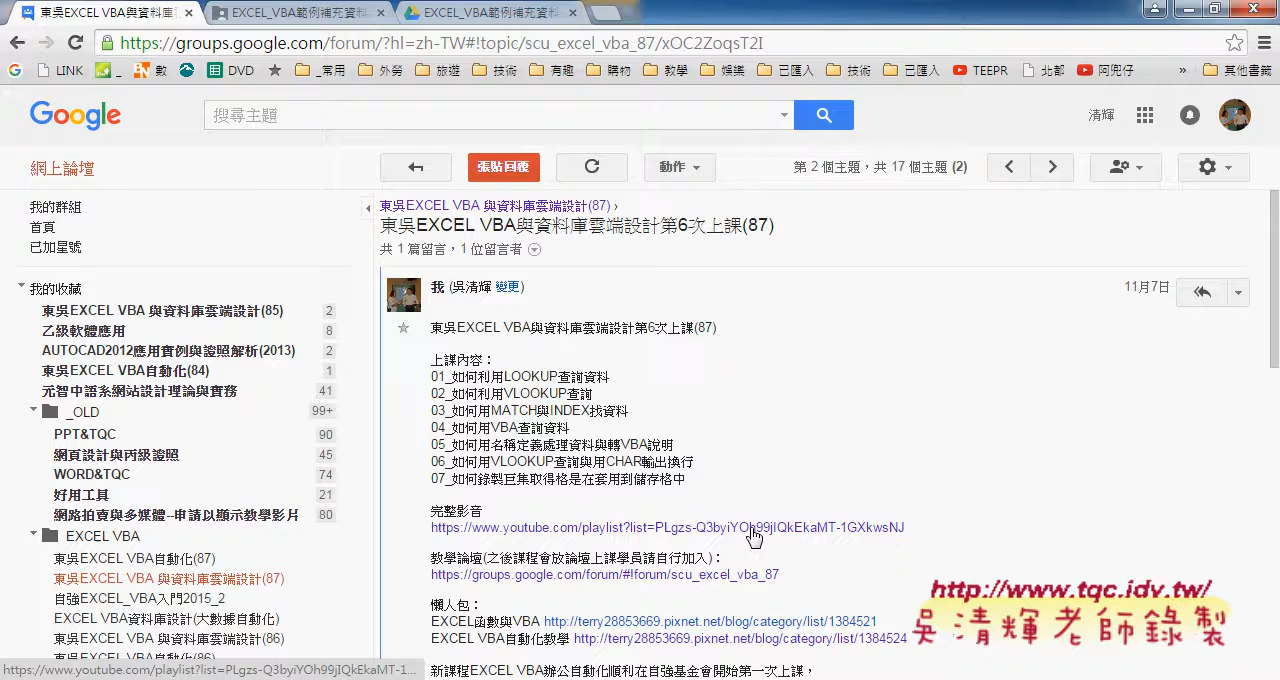 東吳EXCEL VBA與資料庫
EXCEL_VBA範例補充資料
EXCEL_VBA範例補充資料
https://groups.google.com/forum/?hl=zh-TW#!topic/scu_excel_vba_87/xOC2ZoqsT2I
LINK _ 數 DVD _常用 外勞 旅遊 技術 有趣 購物 教學 娛樂 已匯入 技術 已匯入 TEEPR 北都 阿兜仔 » 其他書籤
Google
搜尋主題
清輝
網上論壇
張貼回覆
動作
第 2 個主題，共 17 個主題 (2)
我的群組
首頁
已加星號
我的收藏
東吳EXCEL VBA 與資料庫雲端設計(85) 2
乙級軟體應用 8
AUTOCAD2012應用實例與證照解析(2013) 2
東吳EXCEL VBA自動化(84) 1
元智中語系網站設計理論與實務 41
_OLD 99+
PPT&TQC 90
網頁設計與丙級證照 45
WORD&TQC 74
好用工具 21
網路拍賣與多媒體--申請以顯示教學影片 80
EXCEL VBA
東吳EXCEL VBA自動化(87)
東吳EXCEL VBA 與資料庫雲端設計(87)
自強EXCEL_VBA入門2015_2
EXCEL VBA資料庫設計(大數據自動化)
東吳EXCEL VBA 與資料庫雲端設計(86)
東吳EXCEL VBA自動化(86)
東吳EXCEL VBA 與資料庫雲端設計(87) ›
東吳EXCEL VBA與資料庫雲端設計第6次上課(87)
共 1 篇留言，1 位留言者
我 (吳清輝 變更)
11月7日
東吳EXCEL VBA與資料庫雲端設計第6次上課(87)
上課內容：
01_如何利用LOOKUP查詢資料
02_如何利用VLOOKUP查詢
03_如何用MATCH與INDEX找資料
04_如何用VBA查詢資料
05_如何用名稱定義處理資料與轉VBA說明
06_如何用VLOOKUP查詢與用CHAR輸出換行
07_如何錄製巨集取得格是在套用到儲存格中
完整影音
https://www.youtube.com/playlist?list=PLgzs-Q3byiYOh99jIQkEkaMT-1GXkwsNJ
教學論壇(之後課程會放論壇上課學員請自行加入)：
https://groups.google.com/forum/#!forum/scu_excel_vba_87
懶人包：
EXCEL函數與VBA http://terry28853669.pixnet.net/blog/category/list/1384521
EXCEL VBA自動化教學 http://terry28853669.pixnet.net/blog/category/list/1384524
新課程EXCEL VBA辦公自動化順利在自強基金會開始第一次上課，
https://www.youtube.com/playlist?list=PLgzs-Q3byiYOh99jIQkEkaMT-1...
http://www.tqc.idv.tw/
吳清輝老師錄製